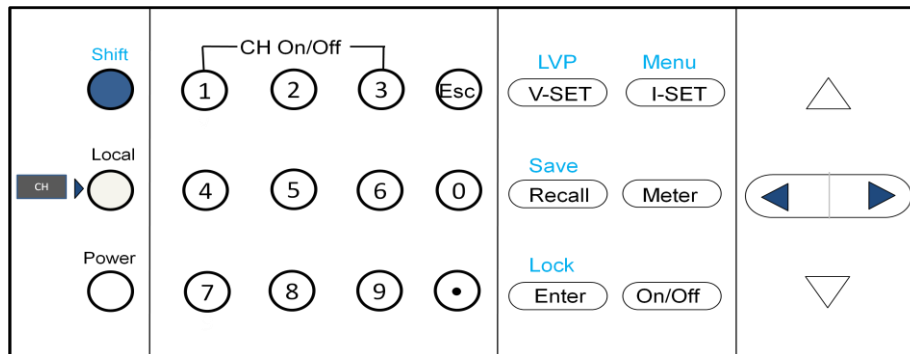 Shift
CH On/Off
LVP Menu
1 2 3 Esc V-SET I-SET
Local
Save
CH
4 5 6 0 Recall Meter
Power
Lock
7 8 9 • Enter On/Off